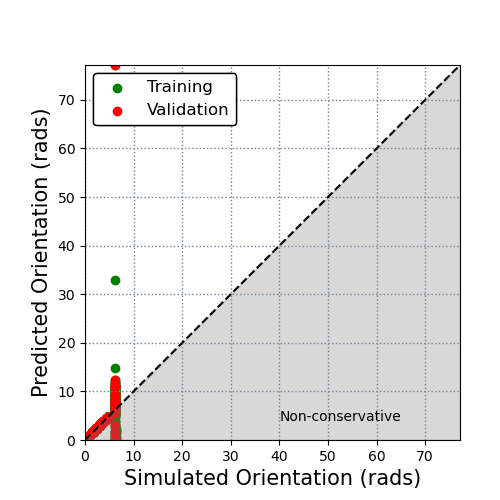 Training
Validation
Predicted Orientation (rads)
70
60
50
40
30
20
10
0
Non-conservative
0 10 20 30 40 50 60 70
Simulated Orientation (rads)